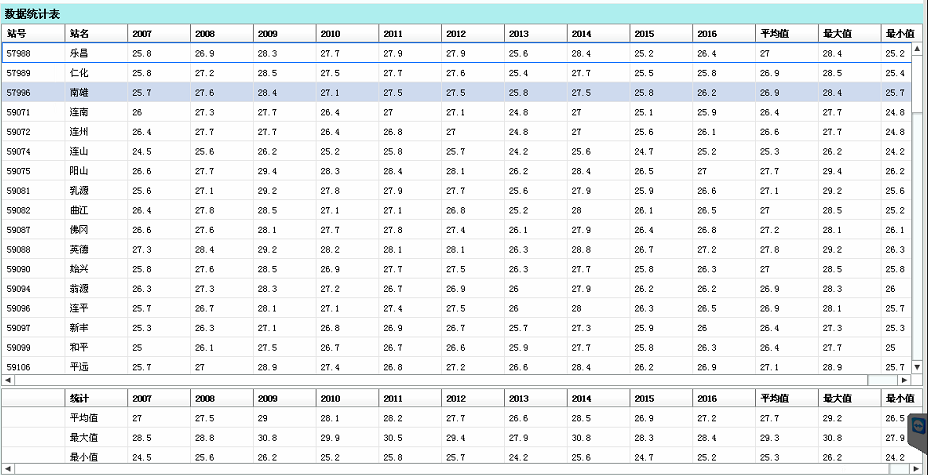 数据统计表
站号 站名 2007 2008 2009 2010 2011 2012 2013 2014 2015 2016 平均值 最大值 最小值
57988 乐昌 25.8 26.9 28.3 27.7 27.9 27.9 25.6 28.4 25.2 26.4 27 28.4 25.2
57989 仁化 25.8 27.2 28.5 27.5 27.7 27.6 25.4 27.7 25.5 25.8 26.9 28.5 25.4
57996 南雄 25.7 27.6 28.4 27.1 27.5 27.5 25.8 27.5 25.8 26.2 26.9 28.4 25.7
59071 连南 26 27.3 27.7 26.4 27 27.1 24.8 27 25.1 25.9 26.4 27.7 24.8
59072 连州 26.4 27.7 27.7 26.4 26.8 27 24.8 27 25.6 26.1 26.6 27.7 24.8
59074 连山 24.5 25.6 26.2 25.2 25.8 25.7 24.2 25.6 24.7 25.2 25.3 26.2 24.2
59075 阳山 26.6 27.7 29.4 28.3 28.4 28.1 26.2 28.4 26.5 27 27.7 29.4 26.2
59081 乳源 25.6 27.1 29.2 27.8 27.9 27.7 25.6 27.9 25.9 26.6 27.1 29.2 25.6
59082 曲江 26.4 27.8 28.5 27.1 27.1 26.8 25.2 28 26.1 26.5 27 28.5 25.2
59087 佛冈 26.6 27.6 28.1 27.7 27.8 27.4 26.1 27.9 26.4 26.8 27.2 28.1 26.1
59088 英德 27.3 28.4 29.2 28.2 28.1 28.1 26.3 28.8 26.7 27.2 27.8 29.2 26.3
59090 始兴 25.8 27.6 28.5 26.9 27.7 27.5 26.3 27.7 25.8 26.3 27 28.5 25.8
59094 翁源 26.3 27.3 28.3 27.2 26.7 26.9 26 27.9 26.2 26.2 26.9 28.3 26
59096 连平 25.7 26.7 28.1 27.1 27.4 27.5 26 28 26.3 26.5 26.9 28.1 25.7
59097 新丰 25.3 26.3 27.1 26.8 26.9 26.7 25.7 27.3 25.9 26 26.4 27.3 25.3
59099 和平 25 26.1 27.5 26.7 26.7 26.6 25.9 27.7 25.8 26.3 26.4 27.7 25
59106 平远 25.7 27 28.9 27.4 26.8 27.2 26.6 28.4 26.2 26.9 27.1 28.9 25.7
统计 2007 2008 2009 2010 2011 2012 2013 2014 2015 2016 平均值 最大值 最小值
平均值 27 27.5 29 28.1 28.2 27.7 26.6 28.5 26.9 27.2 27.7 29.2 26.5
最大值 28.5 28.8 30.8 29.9 30.5 29.4 27.9 30.8 28.3 28.4 29.3 30.8 27.9
最小值 24.5 25.6 26.2 25.2 25.8 25.7 24.2 25.6 24.7 25.2 25.3 26.2 24.2